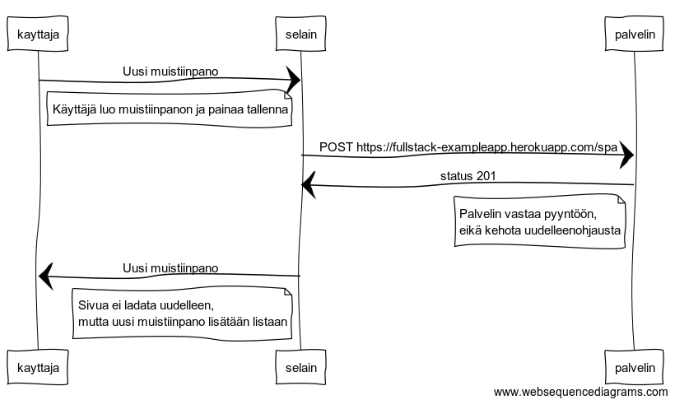 kayttaja
selain
palvelin
Uusi muistiinpano
Käyttäjä luo muistiinpanon ja painaa tallenna
POST https://fullstack-exampleapp.herokuapp.com/spa
status 201
Palvelin vastaa pyyntöön,
eikä kehota uudelleenohjausta
Uusi muistiinpano
Sivua ei ladata uudelleen,
mutta uusi muistiinpano lisätään listaan
kayttaja
selain
palvelin
www.websequencediagrams.com